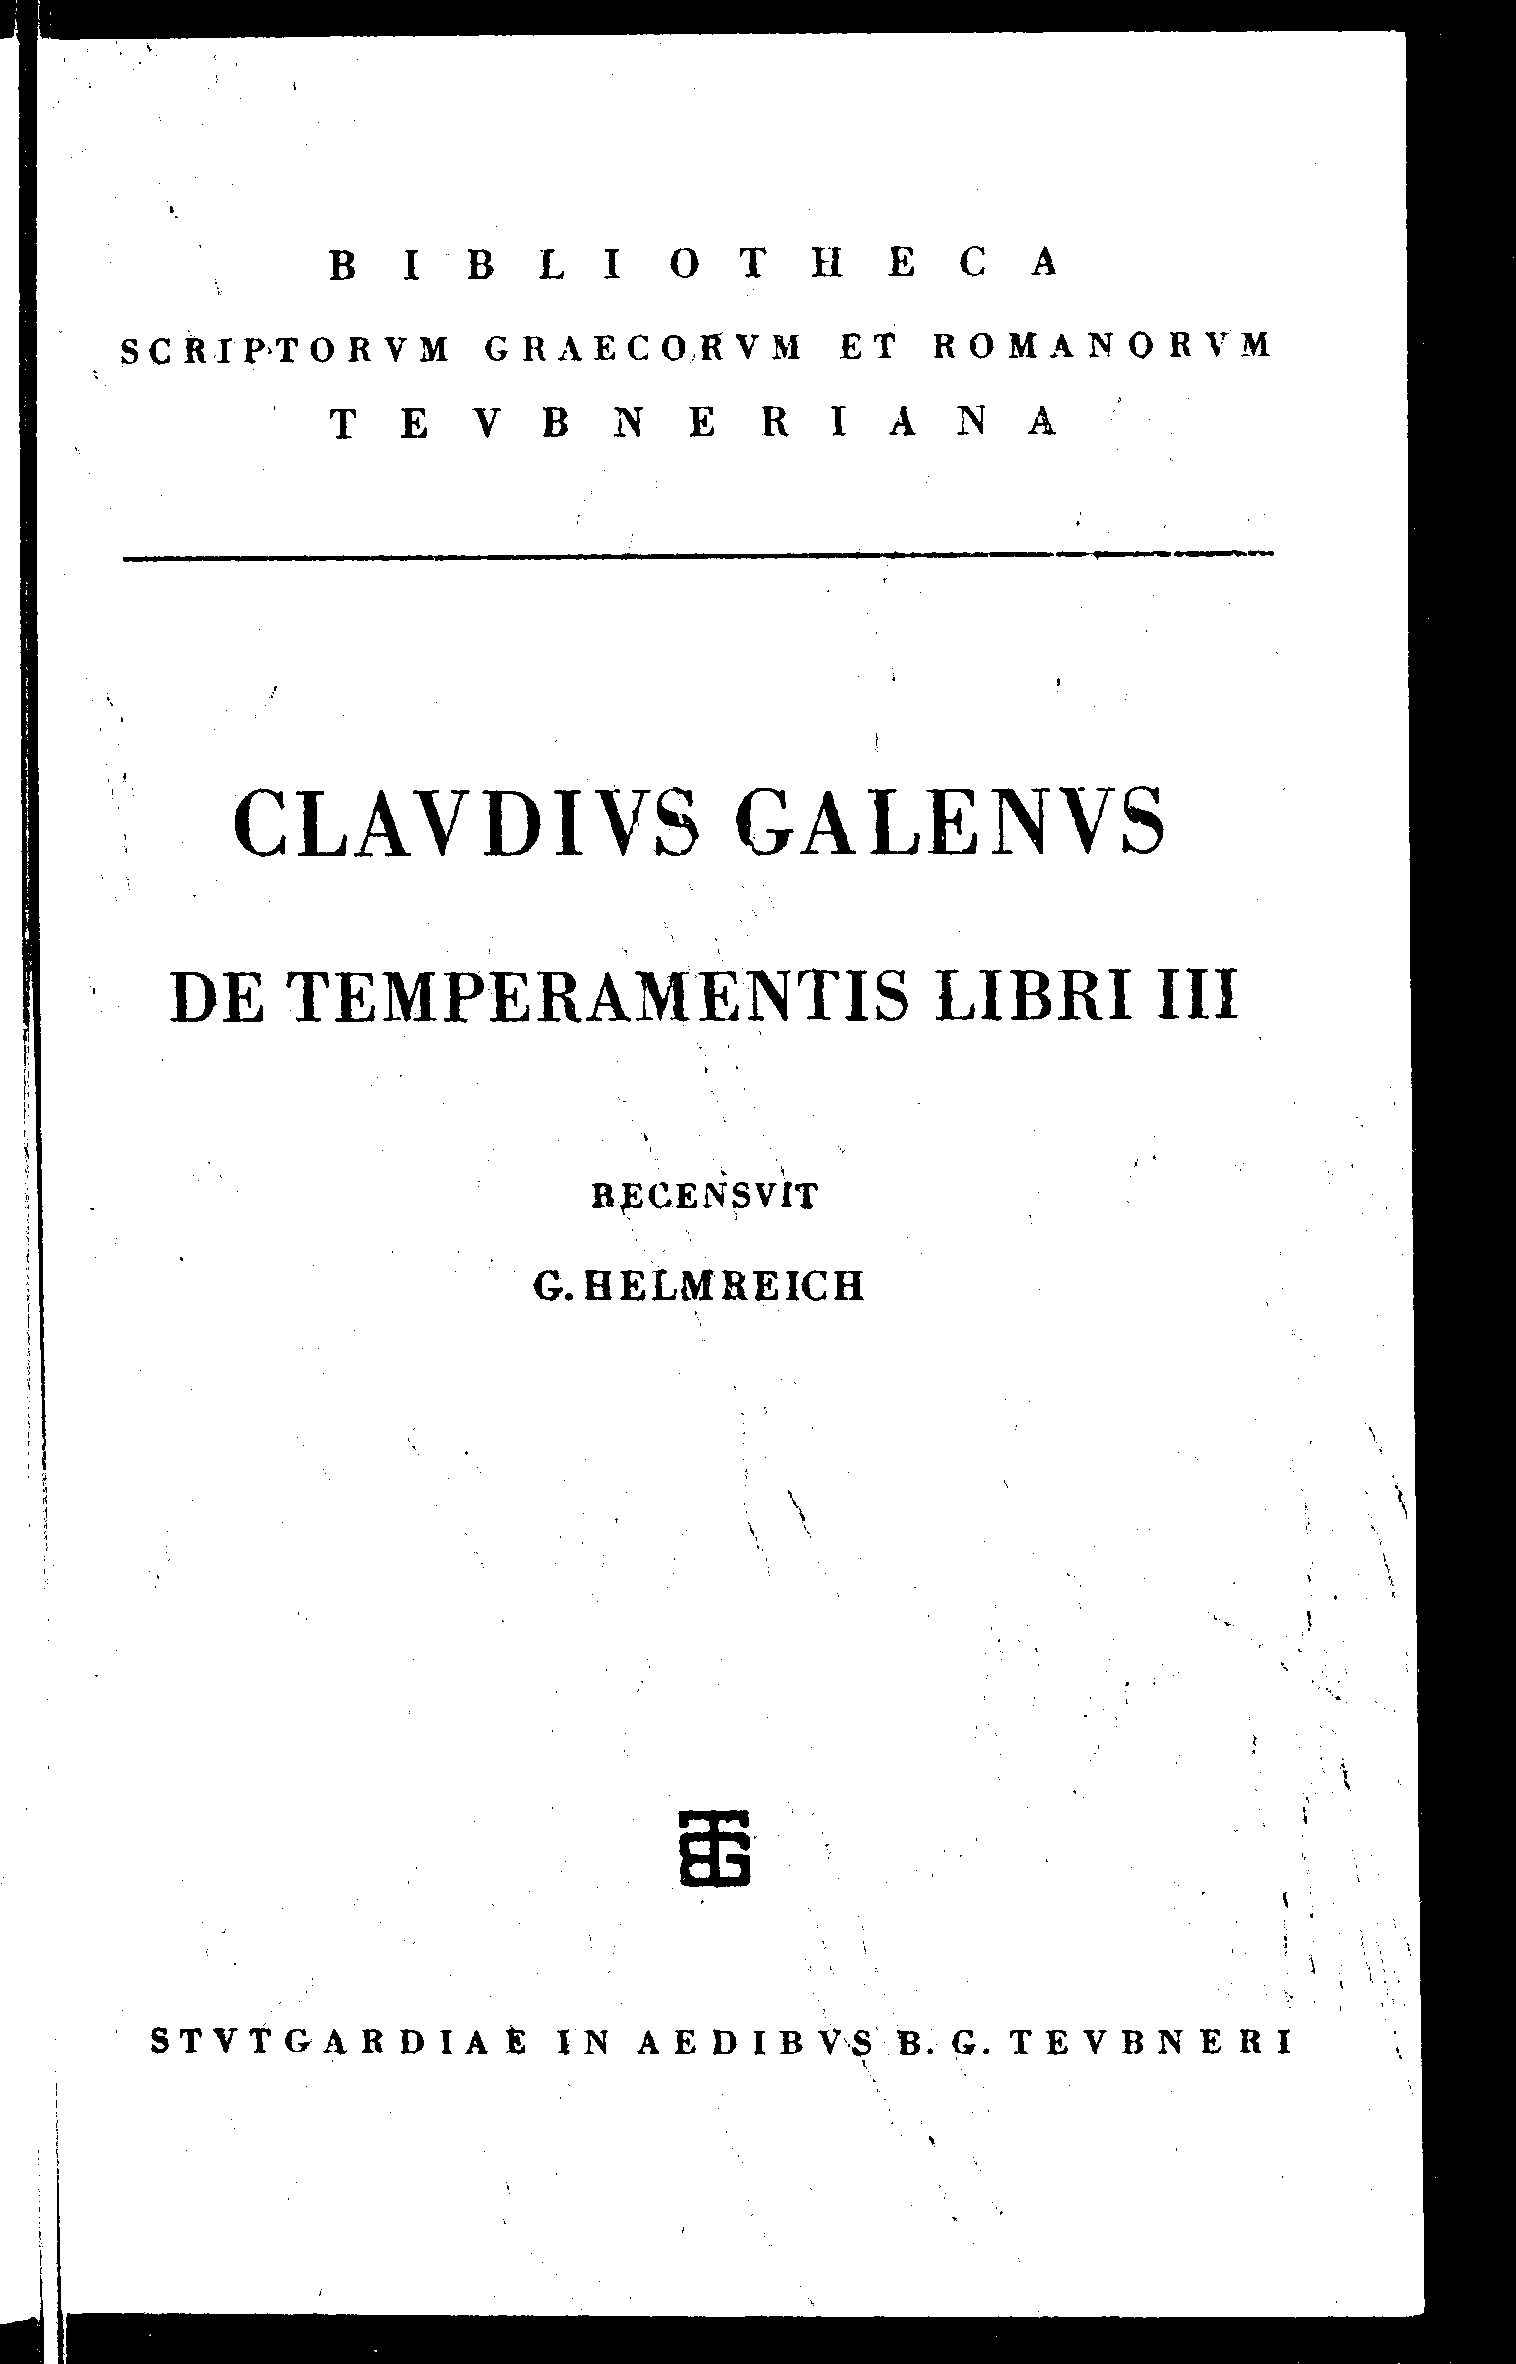 BIBLIOTHECA
SCRIPTORVM GRAECORVM ET ROMANORVM
TEVBNERIANA
CLAVDIVS GALENVS
DE TEMPERAMENTIS LIBRI III
RECENSVIT
G. HELMREICH
STVTGARDIAE IN AEDIBVS B. G. TEVBNERI